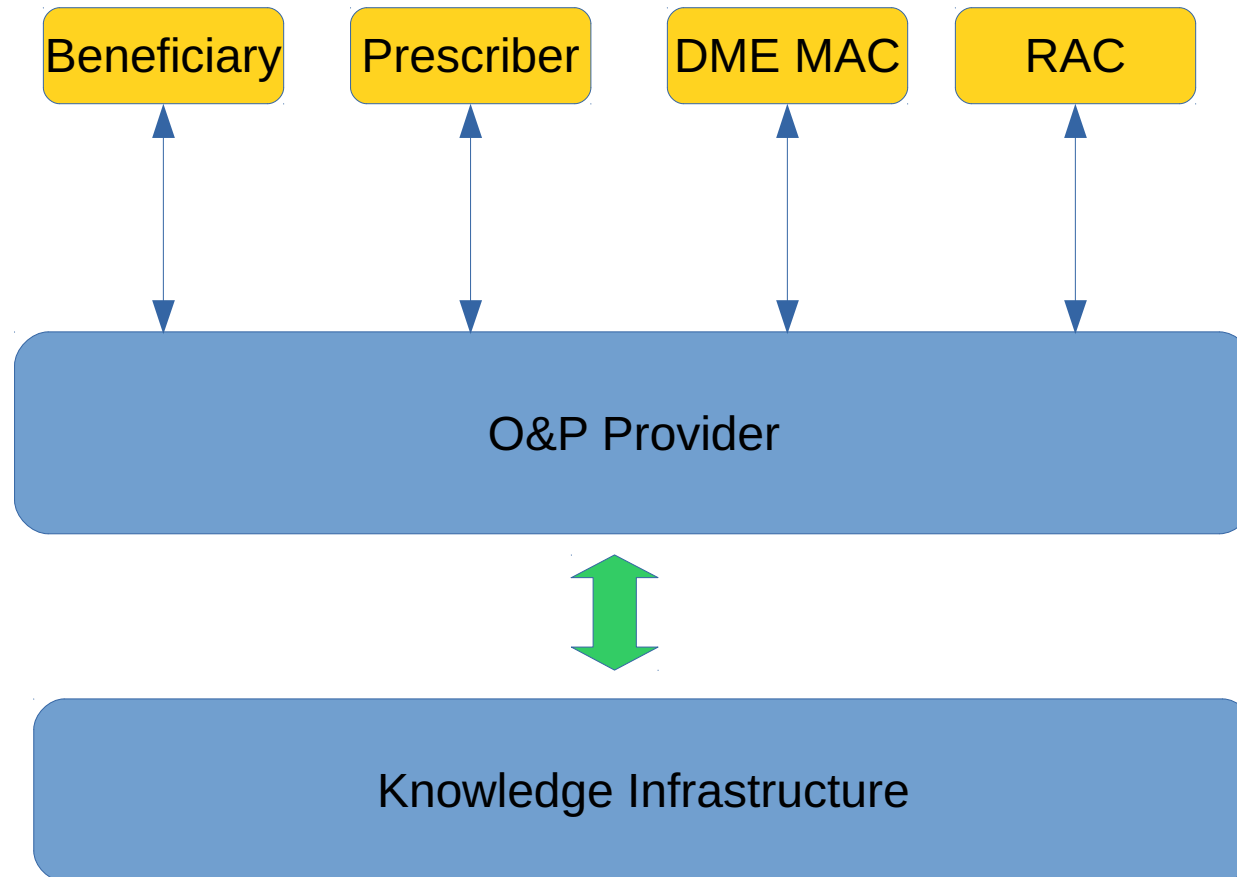 Beneficiary
Prescriber
DME MAC
RAC
O&P Provider
Knowledge Infrastructure